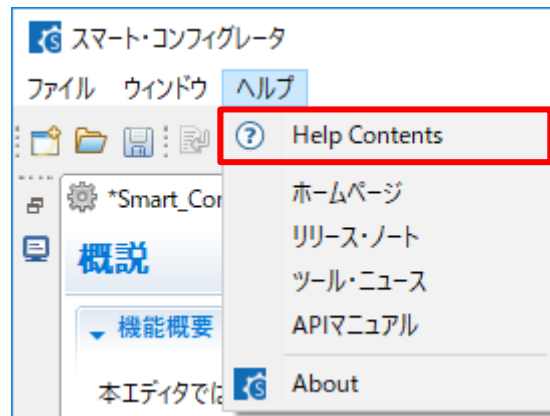 スマート・コンフィグレータ
ファイル ウィンドウ ヘルプ
Help Contents
*Smart_Cor
ホームページ
リリース・ノート
ツール・ニュース
APIマニュアル
About
概説
機能概要
本エディタでは